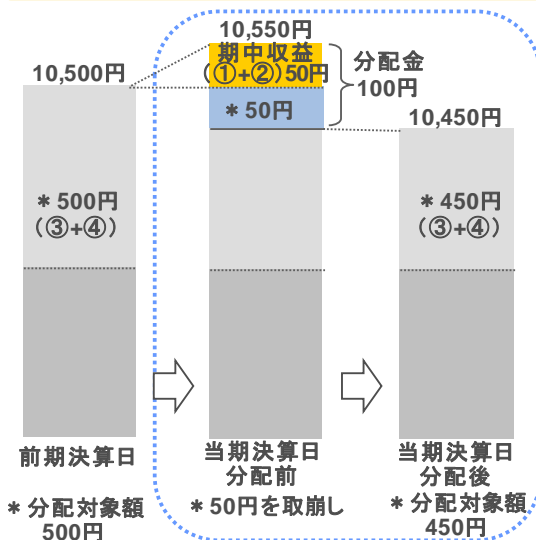 10,550円
10,500円
期中収益
（①+②）50円
分配金
100円
＊50円
10,450円
＊500円
（③+④）
＊450円
（③+④）
前期決算日
当期決算日
分配前
当期決算日
分配後
＊分配対象額
500円
＊50円を取崩し
＊分配対象額
450円